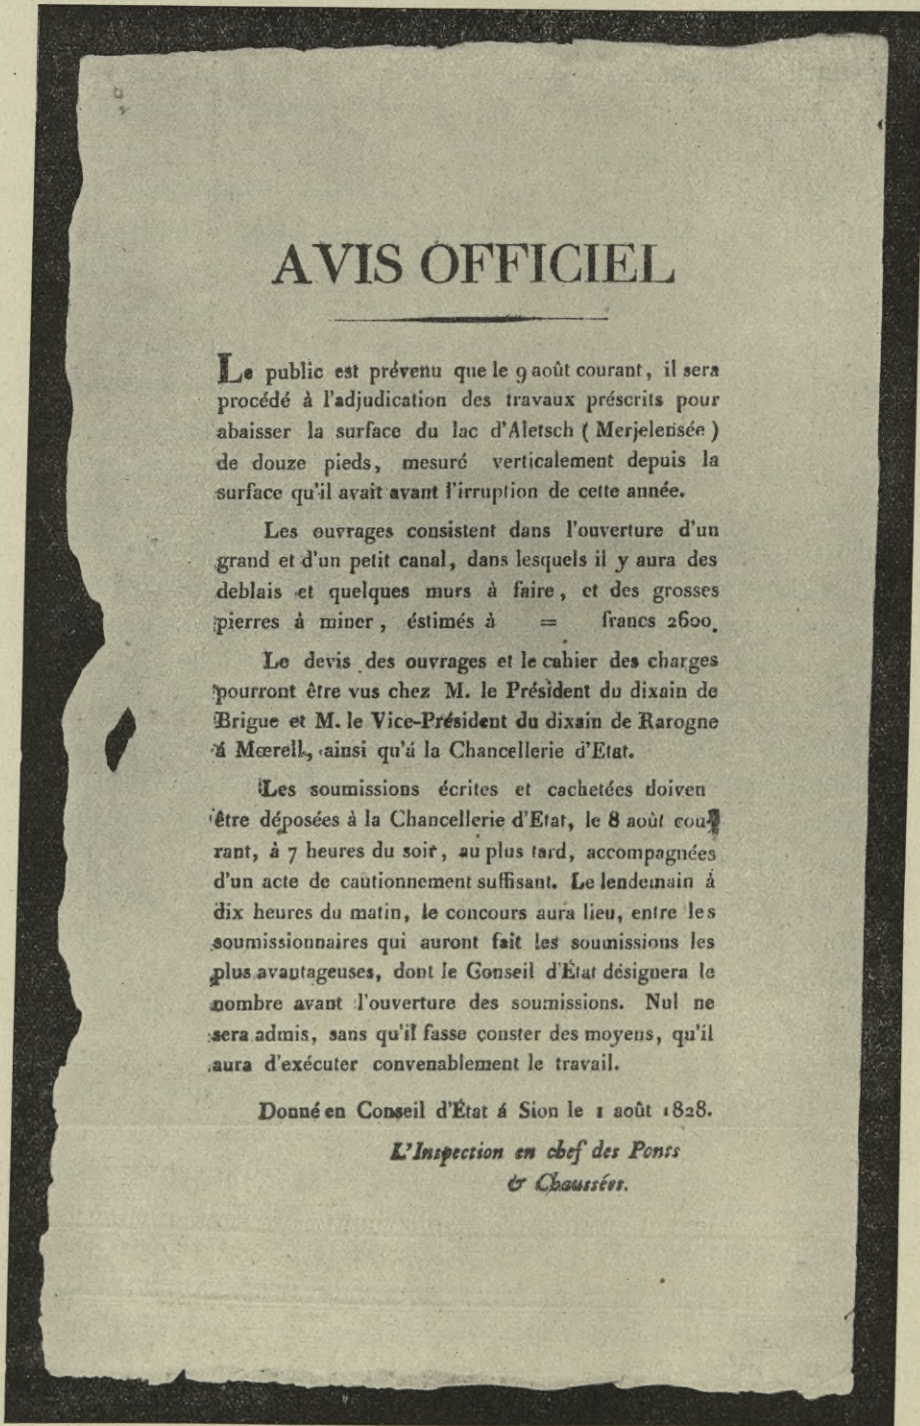 AVIS OFFICIEL
Le public est prévenu que le 9 août courant, il sera
procédé à l'adjudication des travaux préscrits pour
abaisser la surface du lac d'Aletsch ( Merjelensée )
de douze pieds, mesuré verticalement depuis la
surface qu'il avait avant l'irruption de cette année.
Les ouvrages consistent dans l'ouverture d'un
grand et d'un petit canal, dans lesquels il y aura des
deblais et quelques murs à faire, et des grosses
pierres à miner, éstimés à = francs 2600.
Le devis des ouvrages et le cahier des charges
pourront être vus chez M. le Président du dixain de
Brigue et M. le Vice-Président du dixain de Rarogne
á Mœrell, ainsi qu'á la Chancellerie d'Etat.
Les soumissions écrites et cachetées doiven
être déposées à la Chancellerie d'Etat, le 8 août cou-
rant, à 7 heures du soir, au plus tard, accompagnées
d'un acte de cautionnement suffisant. Le lendemain á
dix heures du matin, le concours aura lieu, entre les
soumissionnaires qui auront fait les soumissions les
plus avantageuses, dont le Conseil d'État désignera le
nombre avant l'ouverture des soumissions. Nul ne
sera admis, sans qu'il fasse conster des moyens, qu'il
aura d'exécuter convenablement le travail.
Donné en Conseil d'État á Sion le 1 août 1828.
L'Inspection en chef des Ponts
& Chaussées.